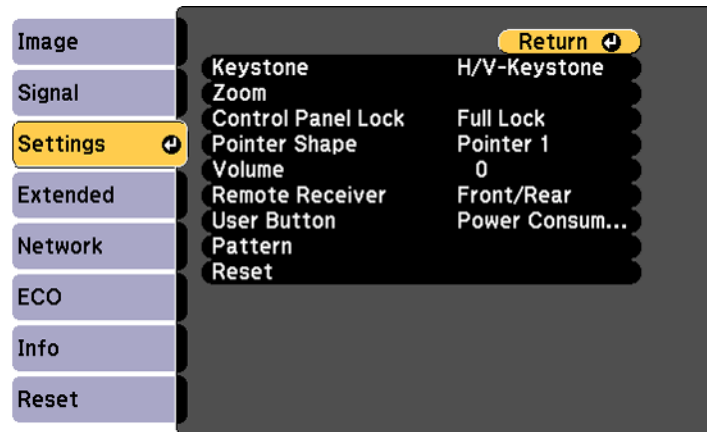 Image
Signal
Settings
Extended
Network
ECO
Info
Reset
Return
Keystone H/V-Keystone
Zoom
Control Panel Lock Full Lock
Pointer Shape Pointer 1
Volume 0
Remote Receiver Front/Rear
User Button Power Consum...
Pattern
Reset